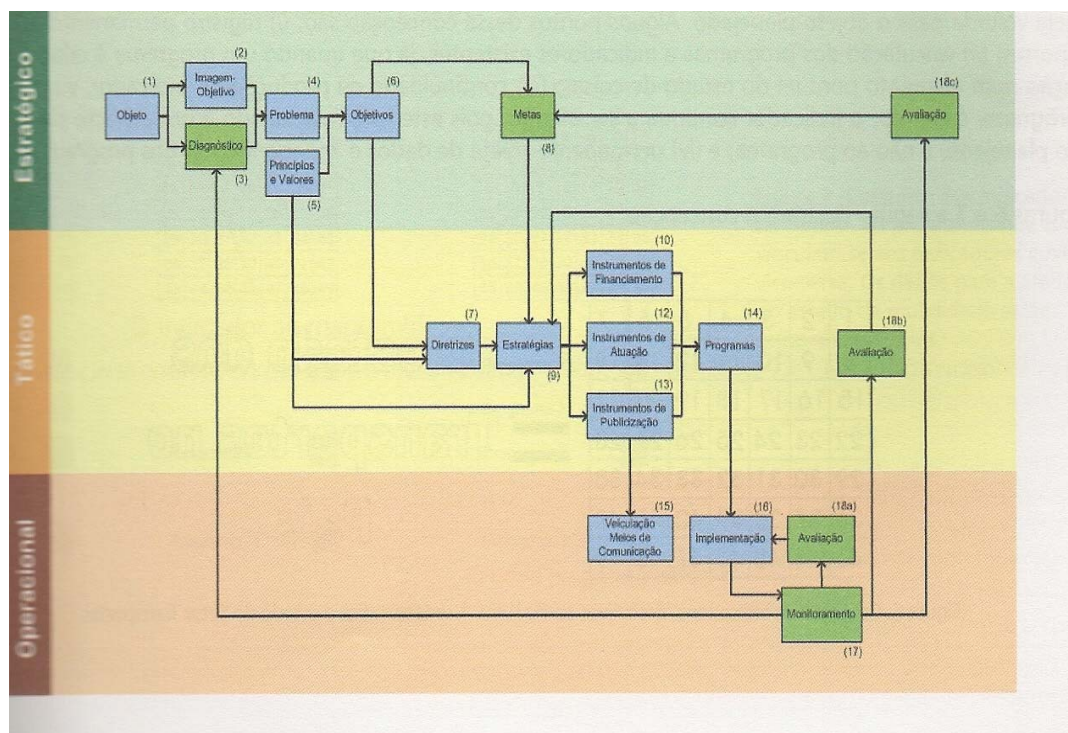 Estratégico
(1)
Objeto
(2)
Imagem-
Objetivo
Diagnóstico
(3)
(4)
Problema
Princípios
e Valores
(5)
(6)
Objetivos
Metas
(8)
(18c)
Avaliação
Tático
(7)
Diretrizes
Estratégias
(9)
(10)
Instrumentos de
Financiamento
(12)
Instrumentos de
Atuação
(13)
Instrumentos de
Publicização
(14)
Programas
(18b)
Avaliação
Operacional
(15)
Veiculação
Meios de
Comunicação
(16)
Implementação
(18a)
Avaliação
Monitoramento
(17)